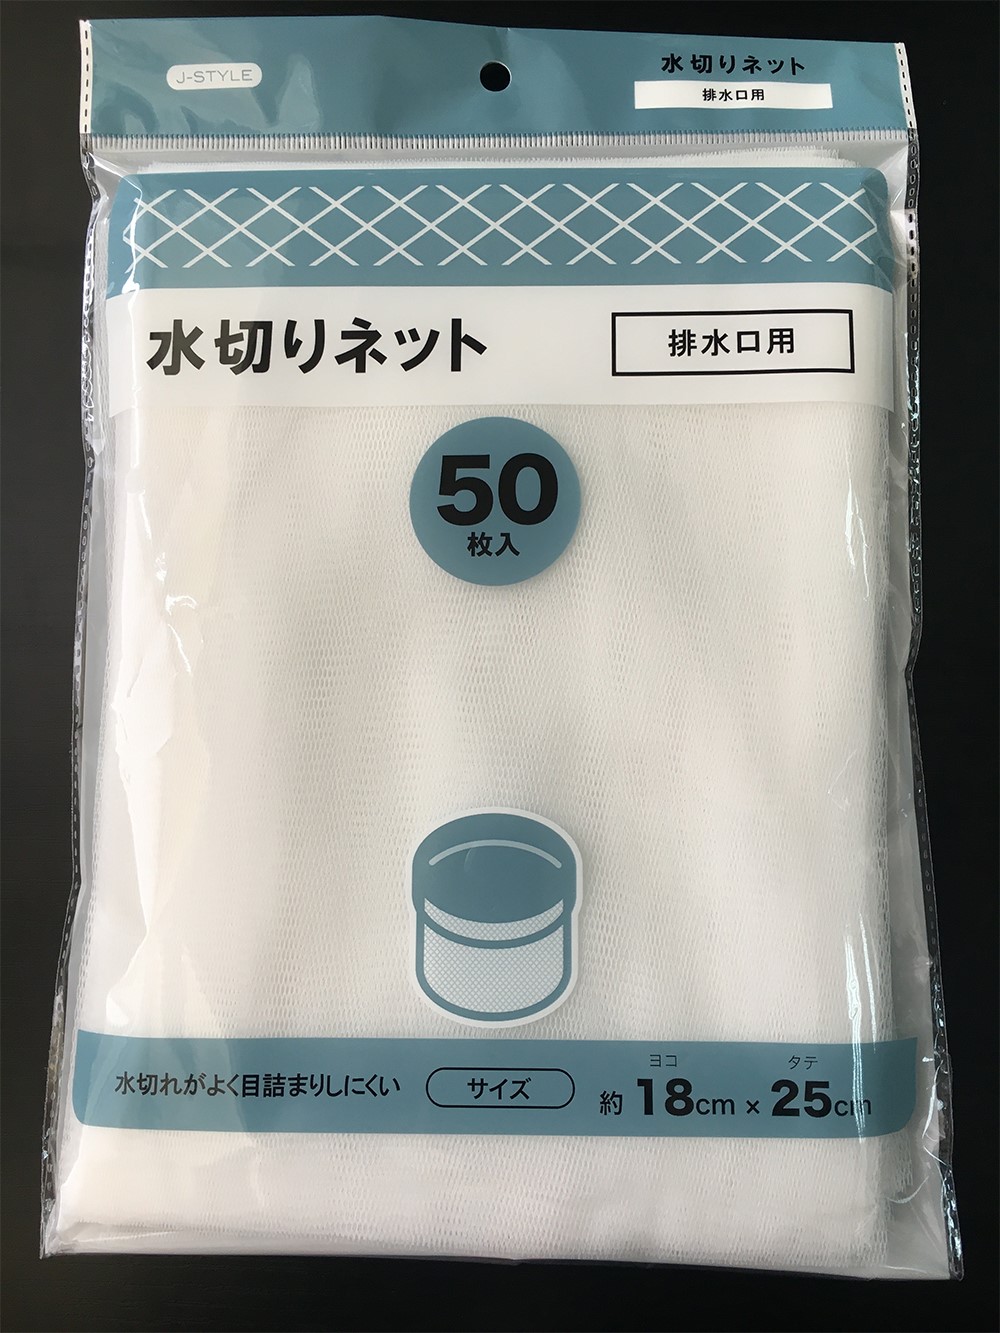 J-STYLE
水切りネット
排水口用
水切りネット
排水口用
50
枚入
水切れがよく目詰まりしにくい
サイズ
ヨコ タテ
約 18cm × 25cm